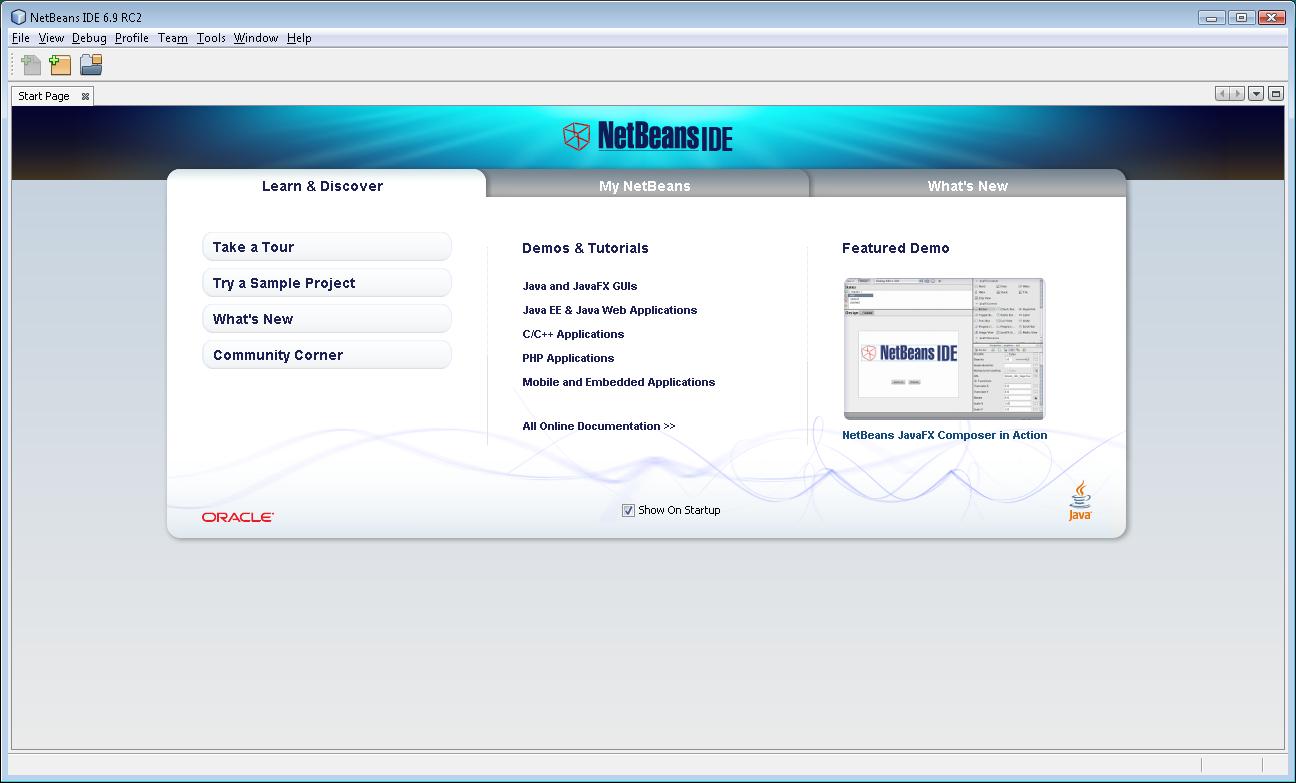 NetBeans IDE 6.9 RC2
File View Debug Profile Team Tools Window Help
Start Page
NetBeans IDE
Learn & Discover
My NetBeans
What's New
Take a Tour
Try a Sample Project
What's New
Community Corner
Demos & Tutorials
Java and JavaFX GUIs
Java EE & Java Web Applications
C/C++ Applications
PHP Applications
Mobile and Embedded Applications
All Online Documentation >>
Featured Demo
NetBeans IDE
NetBeans JavaFX Composer in Action
ORACLE
Show On Startup
Java